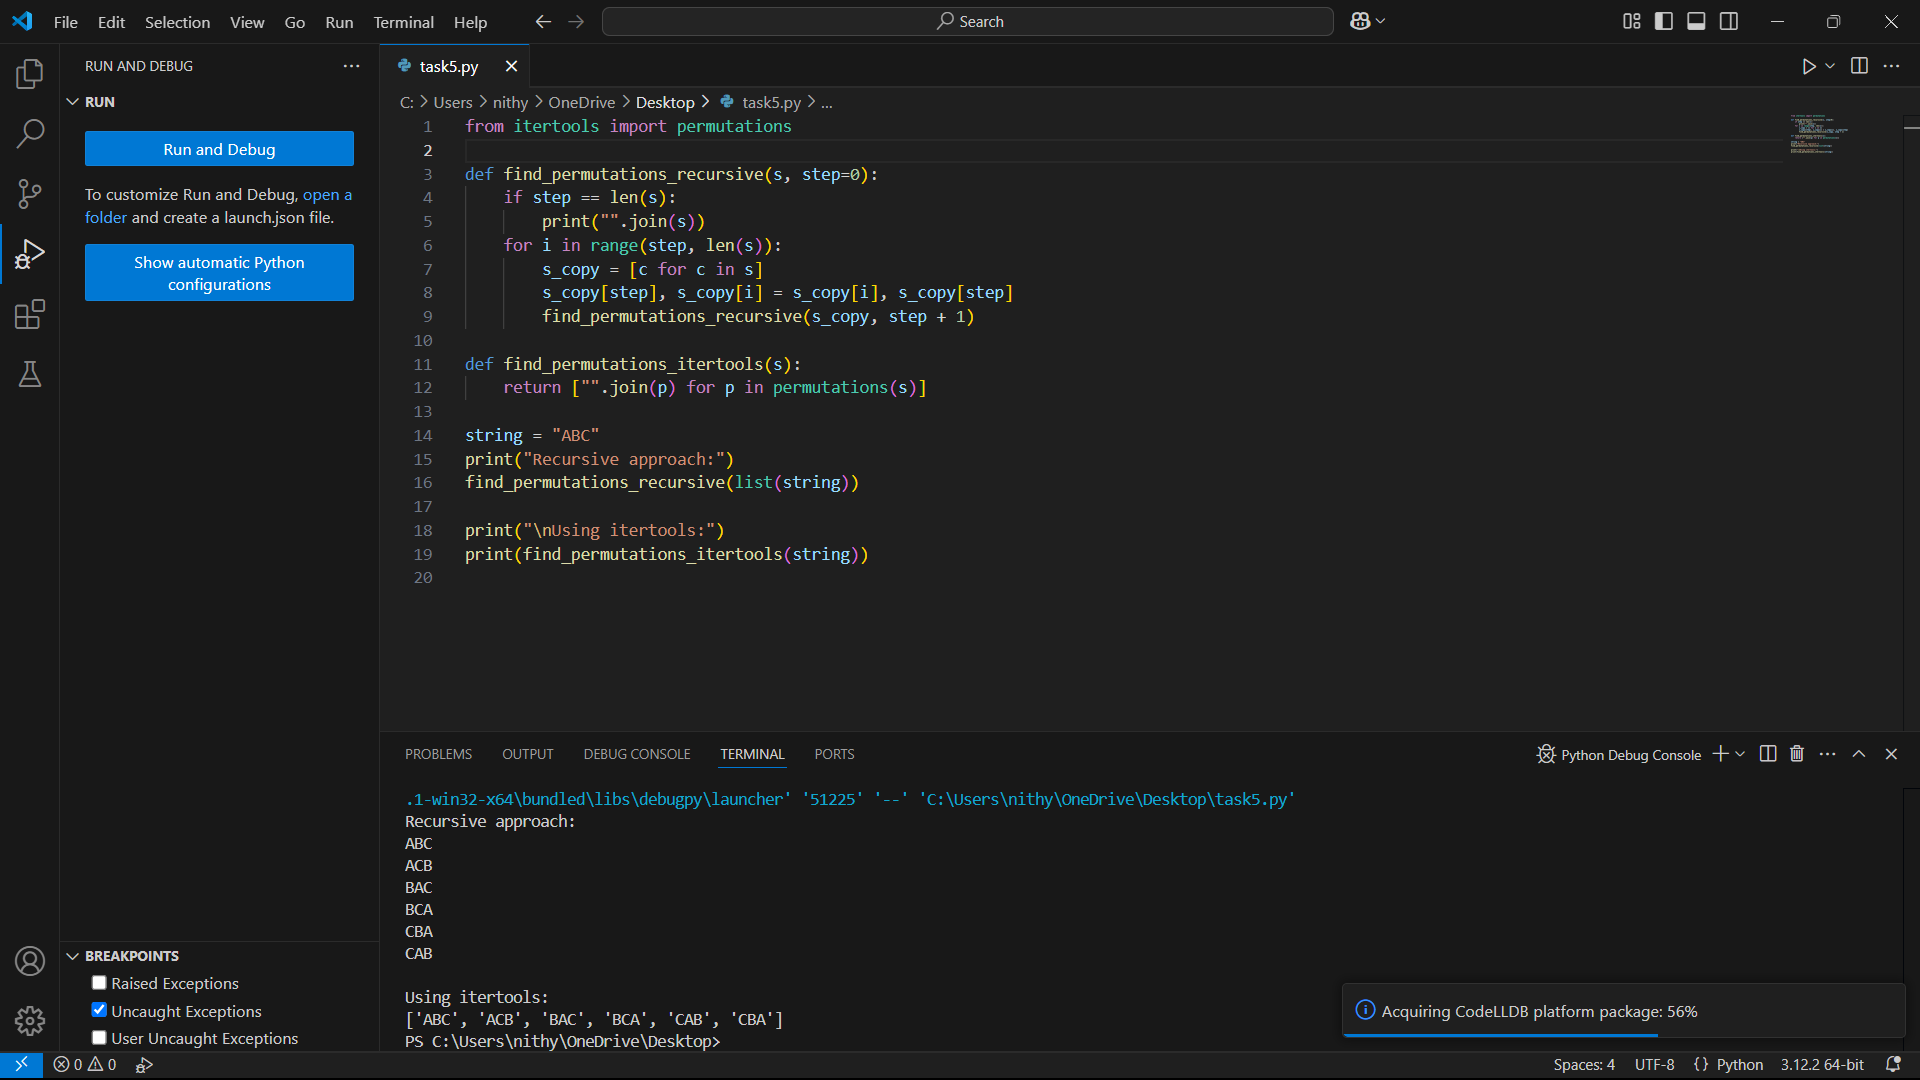 File Edit Selection View Go Run Terminal Help
Search
RUN AND DEBUG
RUN
Run and Debug
To customize Run and Debug, open a
folder and create a launch.json file.
Show automatic Python
configurations
BREAKPOINTS
Raised Exceptions
Uncaught Exceptions
User Uncaught Exceptions
task5.py
C: > Users > nithy > OneDrive > Desktop > task5.py > ...
1 from itertools import permutations
2
3 def find_permutations_recursive(s, step=0):
4     if step == len(s):
5         print("".join(s))
6     for i in range(step, len(s)):
7         s_copy = [c for c in s]
8         s_copy[step], s_copy[i] = s_copy[i], s_copy[step]
9         find_permutations_recursive(s_copy, step + 1)
10
11 def find_permutations_itertools(s):
12     return ["".join(p) for p in permutations(s)]
13
14 string = "ABC"
15 print("Recursive approach:")
16 find_permutations_recursive(list(string))
17
18 print("\nUsing itertools:")
19 print(find_permutations_itertools(string))
20
PROBLEMS OUTPUT DEBUG CONSOLE TERMINAL PORTS
Python Debug Console
.1-win32-x64\bundled\libs\debugpy\launcher' '51225' '--' 'C:\Users\nithy\OneDrive\Desktop\task5.py'
Recursive approach:
ABC
ACB
BAC
BCA
CBA
CAB
Using itertools:
['ABC', 'ACB', 'BAC', 'BCA', 'CAB', 'CBA']
PS C:\Users\nithy\OneDrive\Desktop>
Acquiring CodeLLDB platform package: 56%
0 0
Spaces: 4 UTF-8 {} Python 3.12.2 64-bit